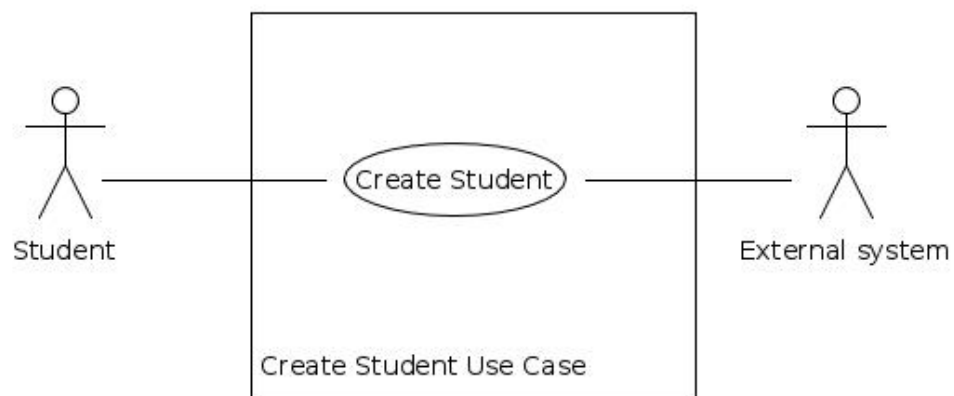 Create Student
Student
External system
Create Student Use Case